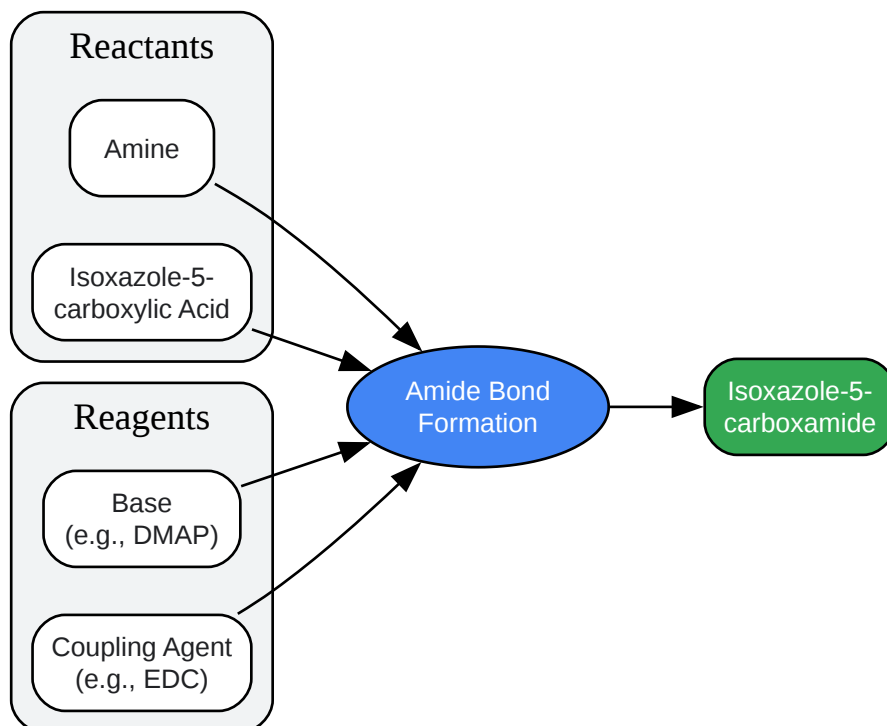 Reactants
Amine
Isoxazole-5-
carboxylic Acid
Reagents
Base
(e.g., DMAP)
Coupling Agent
(e.g., EDC)
Amide Bond
Formation
Isoxazole-5-
carboxamide